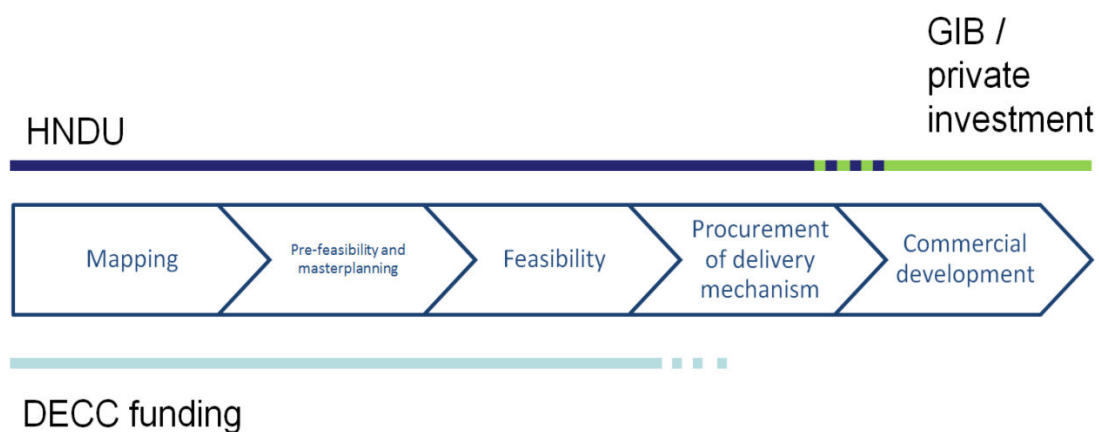 GIB /
private
investment
HNDU
Mapping
Pre-feasibility and
masterplanning
Feasibility
Procurement
of delivery
mechanism
Commercial
development
DECC funding